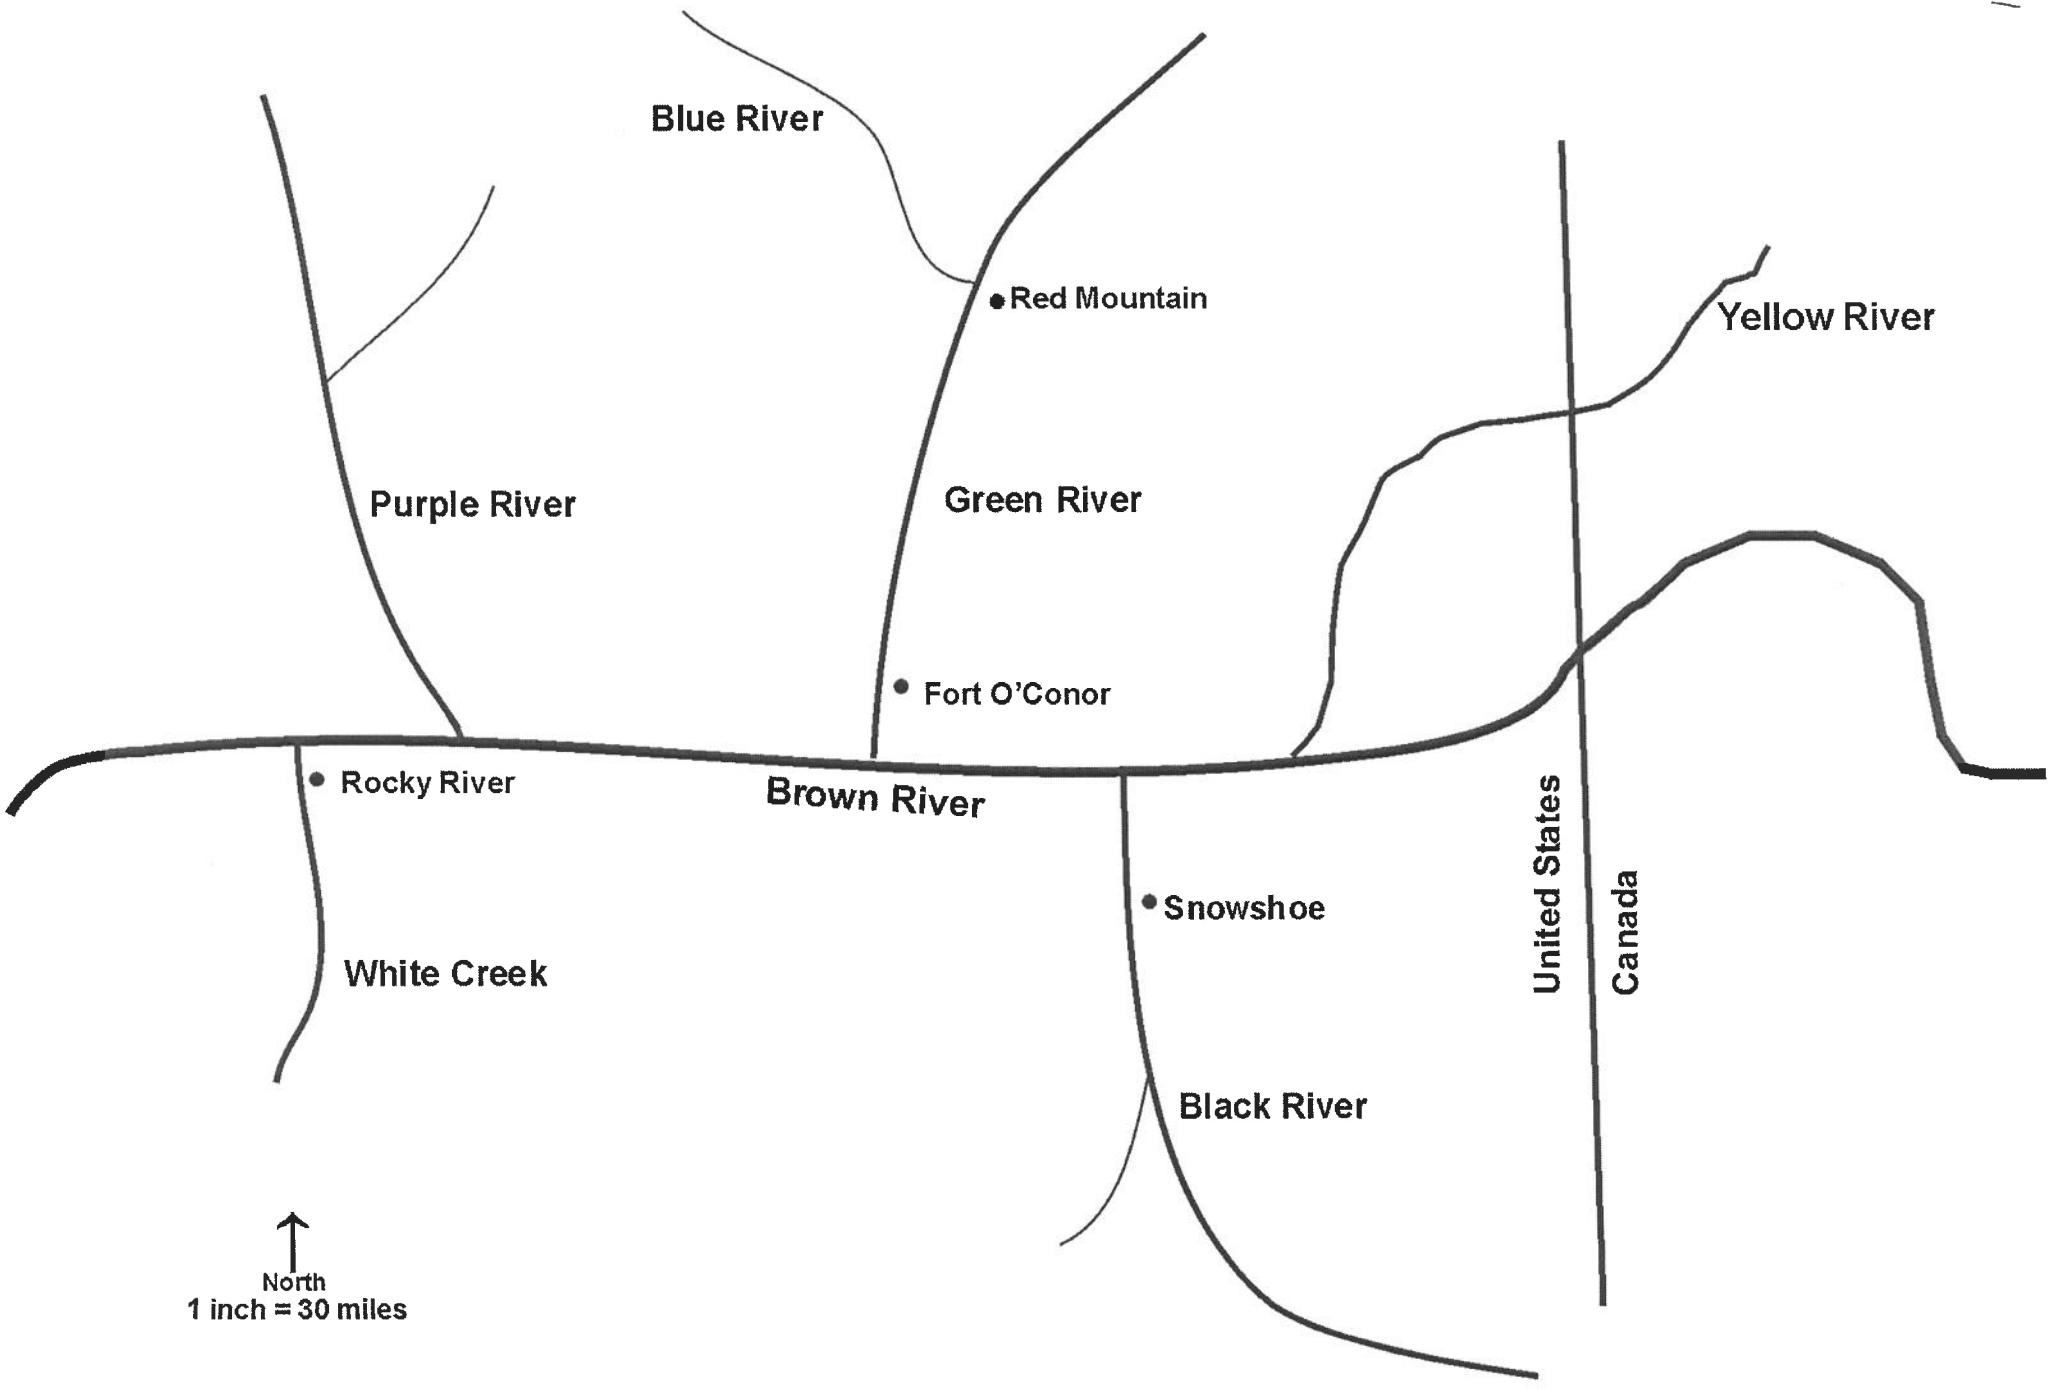 Blue River
Red Mountain
Yellow River
Purple River
Green River
Fort O'Conor
Rocky River
Brown River
United States
Canada
Snowshoe
White Creek
Black River
North
1 inch = 30 miles